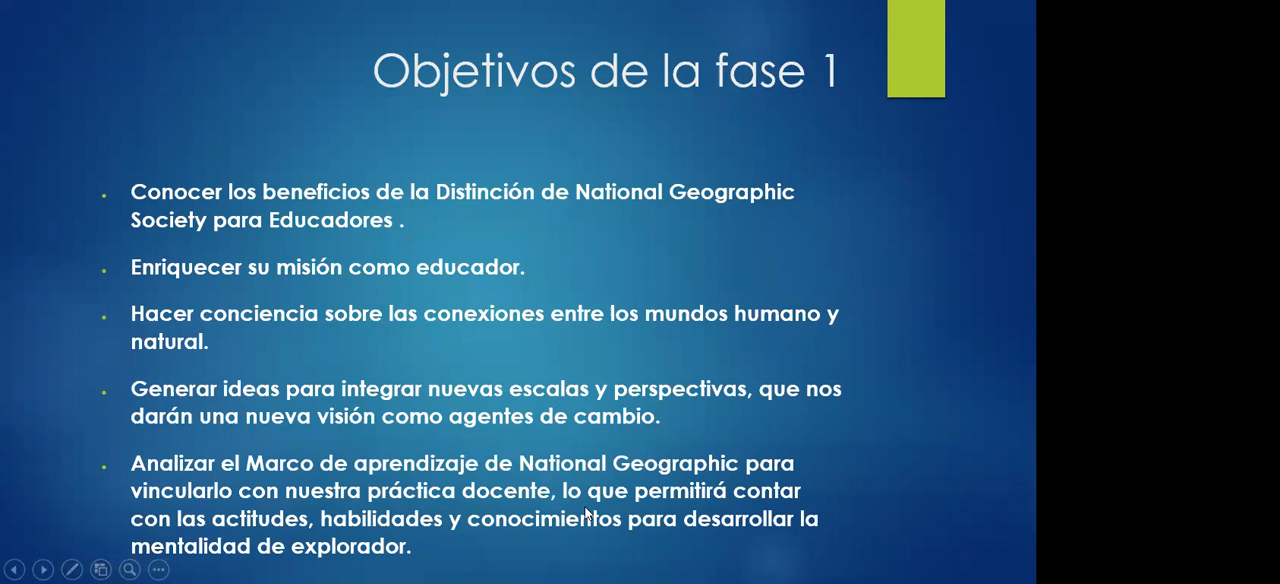 Objetivos de la fase 1
Conocer los beneficios de la Distinción de National Geographic
Society para Educadores .
Enriquecer su misión como educador.
Hacer conciencia sobre las conexiones entre los mundos humano y
natural.
Generar ideas para integrar nuevas escalas y perspectivas, que nos
darán una nueva visión como agentes de cambio.
Analizar el Marco de aprendizaje de National Geographic para
vincularlo con nuestra práctica docente, lo que permitirá contar
con las actitudes, habilidades y conocimientos para desarrollar la
mentalidad de explorador.